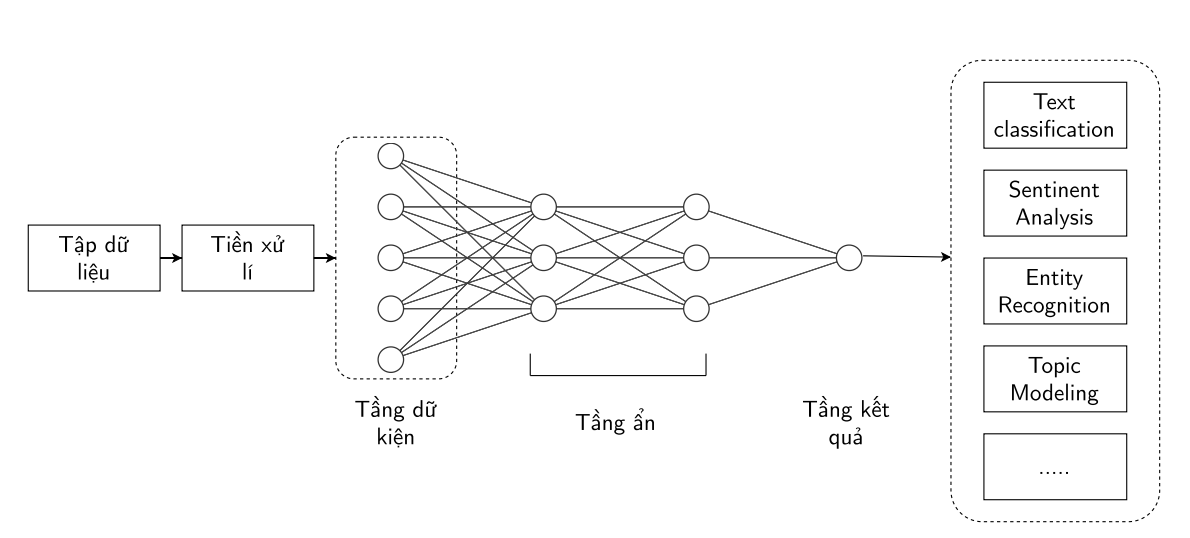 Tập dữ
liệu
Tiền xử
lí
Tầng dữ
kiện
Tầng ẩn
Tầng kết
quả
Text
classification
Sentinent
Analysis
Entity
Recognition
Topic
Modeling
.....